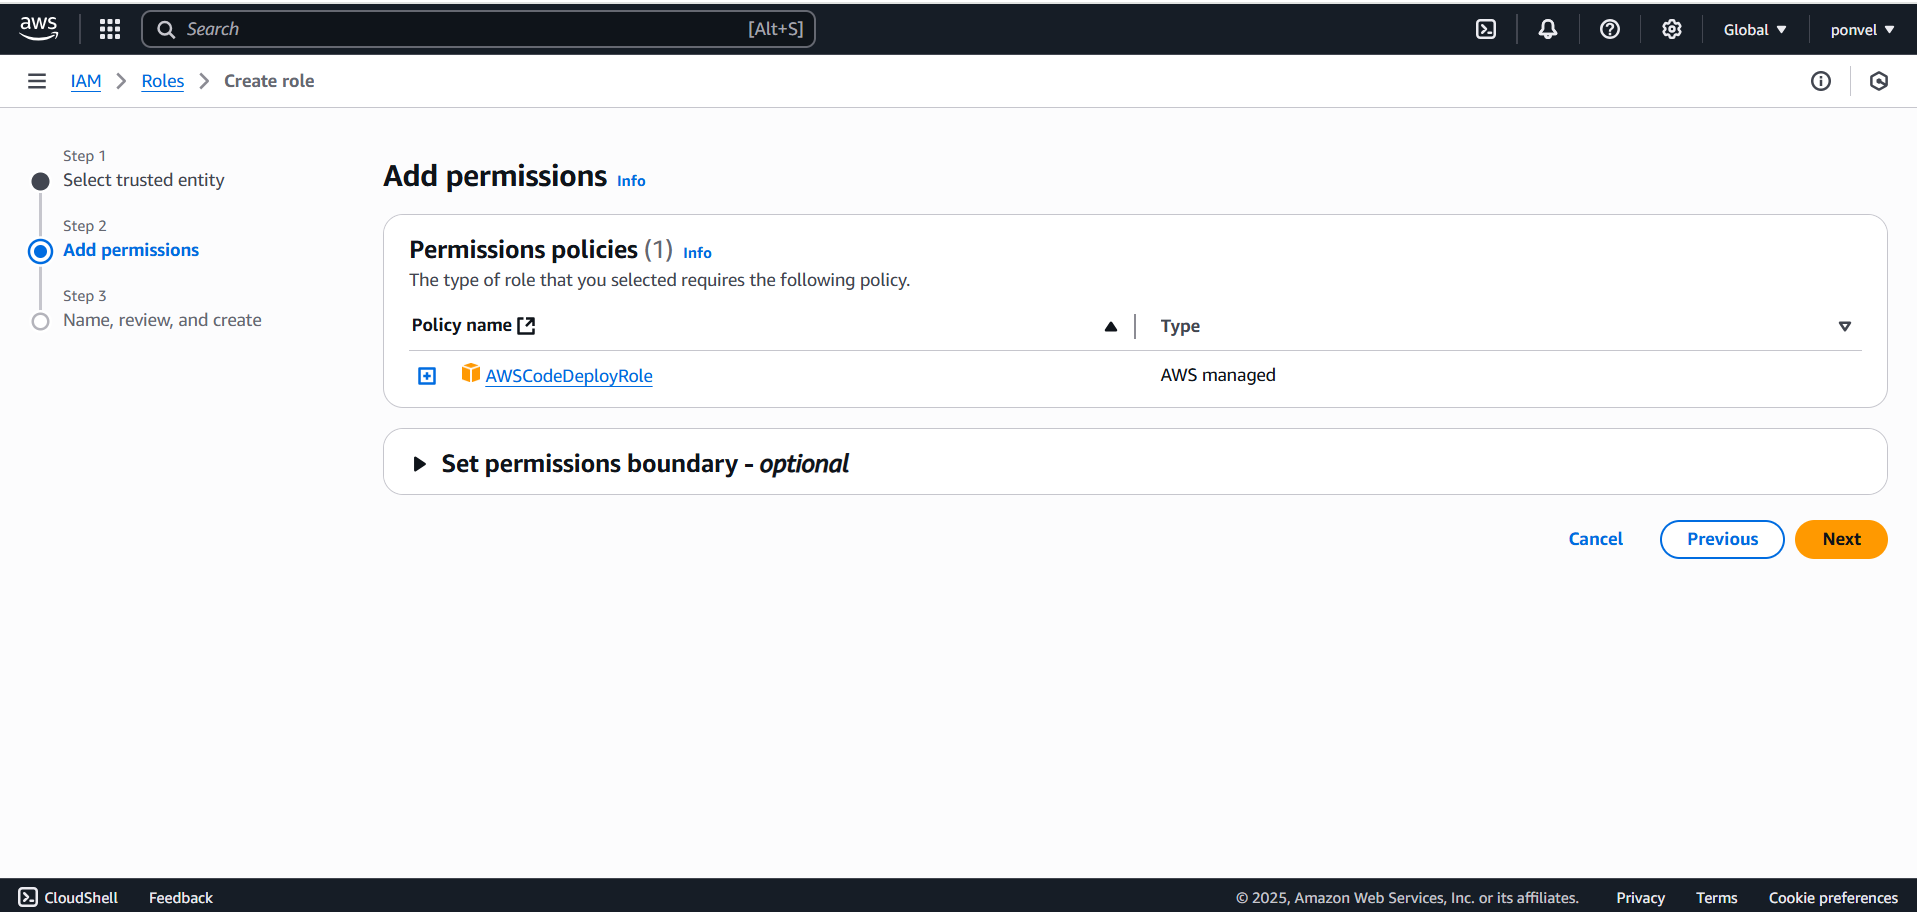 aws
Search [Alt+S]
Global ponvel
IAM Roles Create role
Step 1
Select trusted entity
Step 2
Add permissions
Step 3
Name, review, and create
Add permissions Info
Permissions policies (1) Info
The type of role that you selected requires the following policy.
Policy name Type
AWSCodeDeployRole AWS managed
Set permissions boundary - optional
Cancel Previous Next
CloudShell Feedback © 2025, Amazon Web Services, Inc. or its affiliates. Privacy Terms Cookie preferences